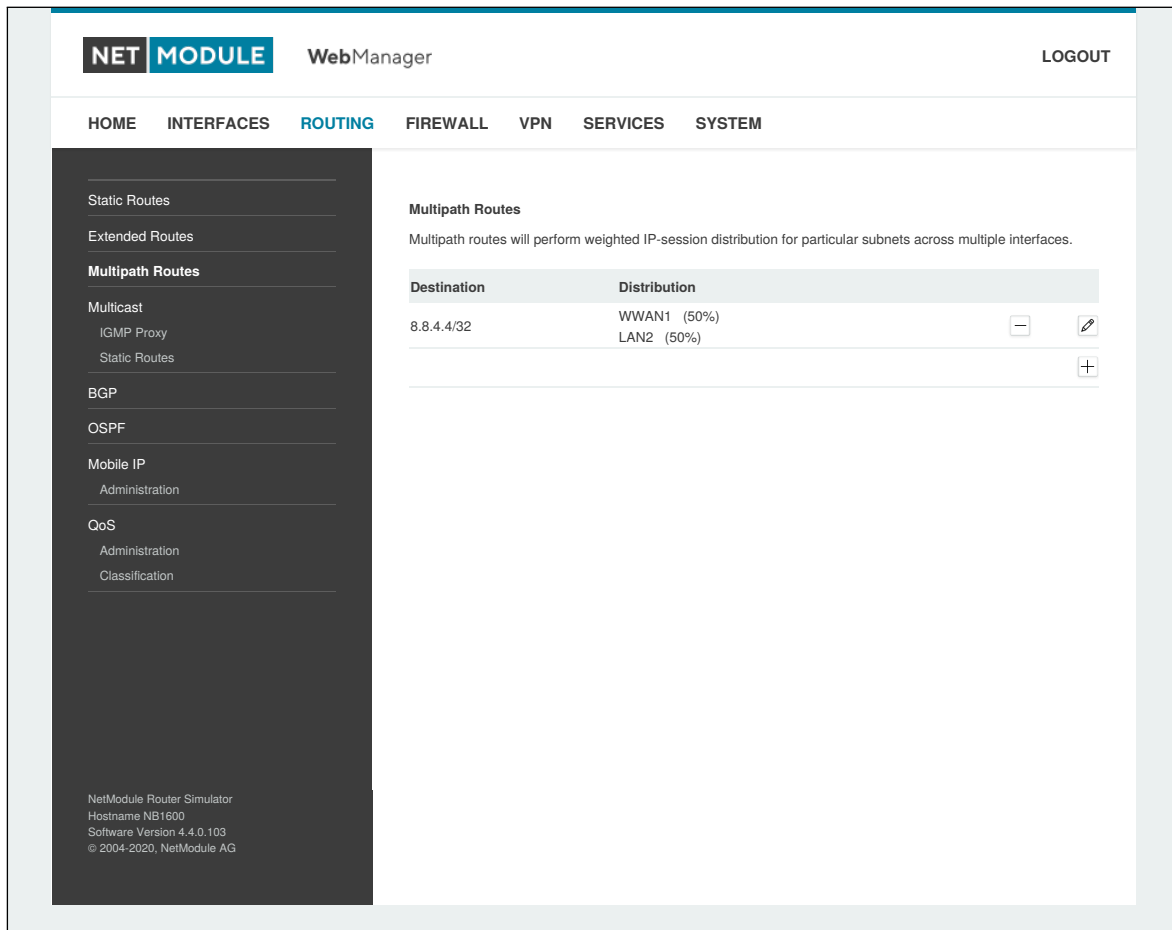 NET MODULE WebManager LOGOUT
HOME INTERFACES ROUTING FIREWALL VPN SERVICES SYSTEM
Static Routes
Extended Routes
Multipath Routes
Multicast
IGMP Proxy
Static Routes
BGP
OSPF
Mobile IP
Administration
QoS
Administration
Classification
NetModule Router Simulator
Hostname NB1600
Software Version 4.4.0.103
© 2004-2020, NetModule AG
Multipath Routes
Multipath routes will perform weighted IP-session distribution for particular subnets across multiple interfaces.
Destination Distribution
8.8.4.4/32 WWAN1 (50%)
LAN2 (50%)